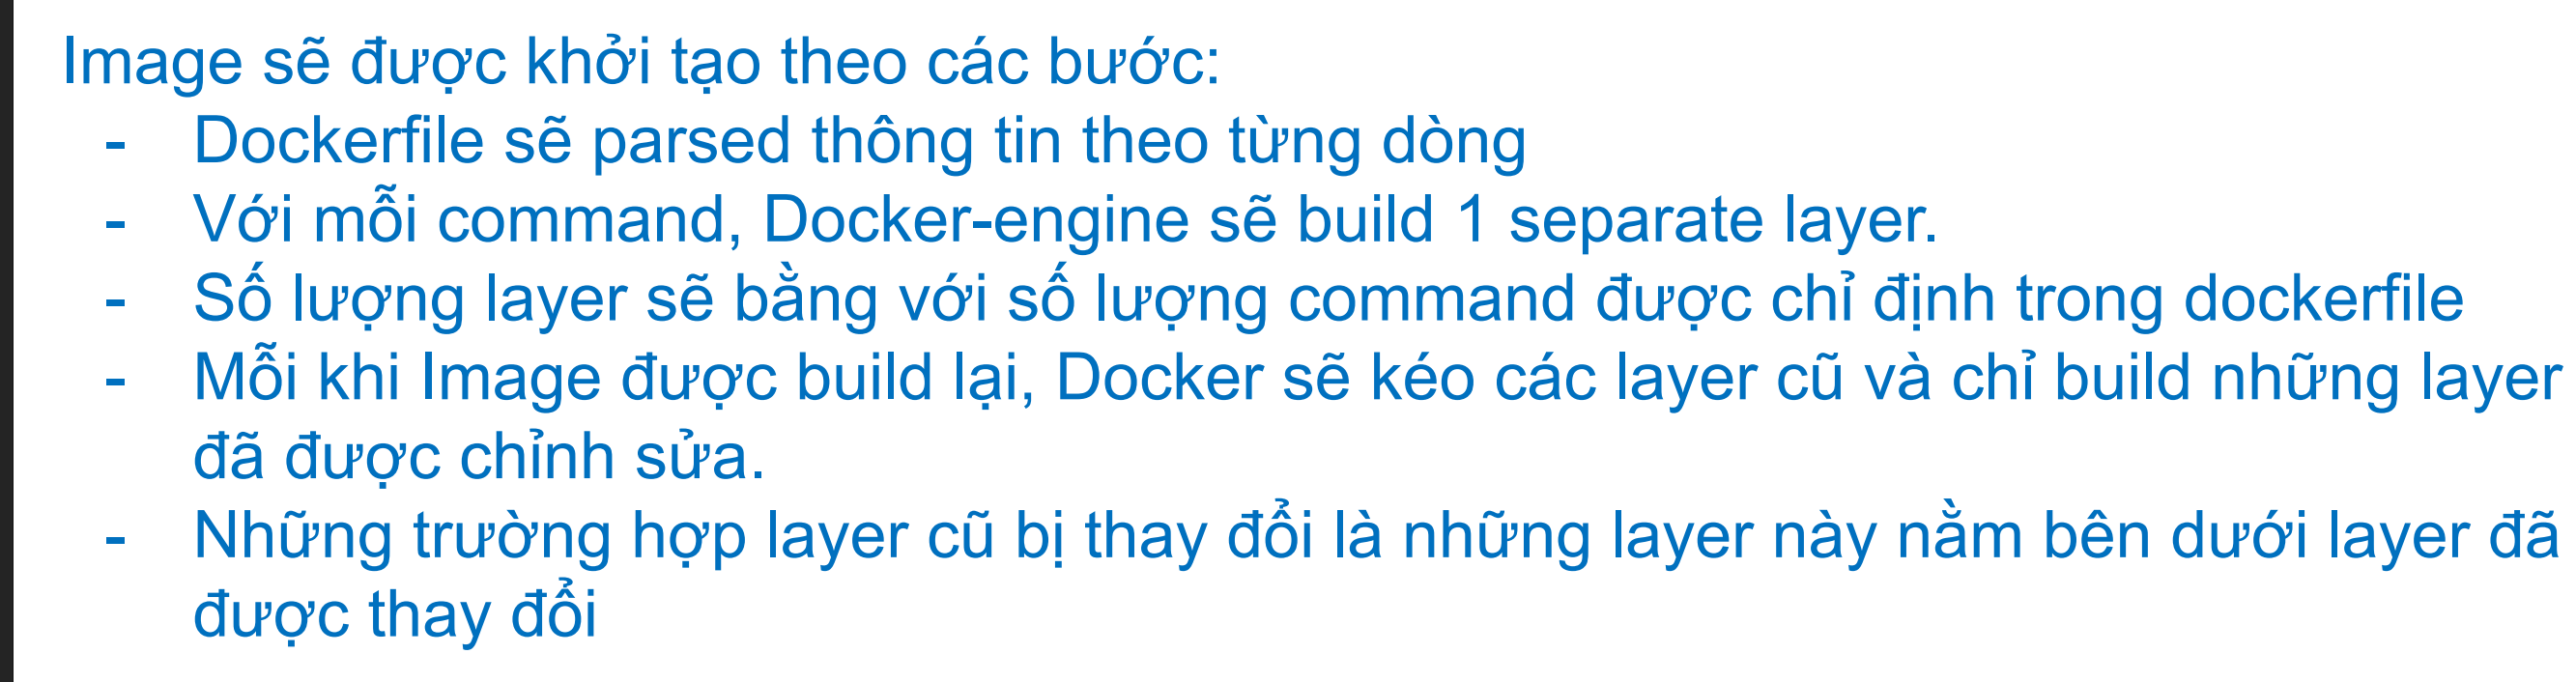 Image sẽ được khởi tạo theo các bước:
- Dockerfile sẽ parsed thông tin theo từng dòng
- Với mỗi command, Docker-engine sẽ build 1 separate layer.
- Số lượng layer sẽ bằng với số lượng command được chỉ định trong dockerfile
- Mỗi khi Image được build lại, Docker sẽ kéo các layer cũ và chỉ build những layer
đã được chỉnh sửa.
- Những trường hợp layer cũ bị thay đổi là những layer này nằm bên dưới layer đã
được thay đổi